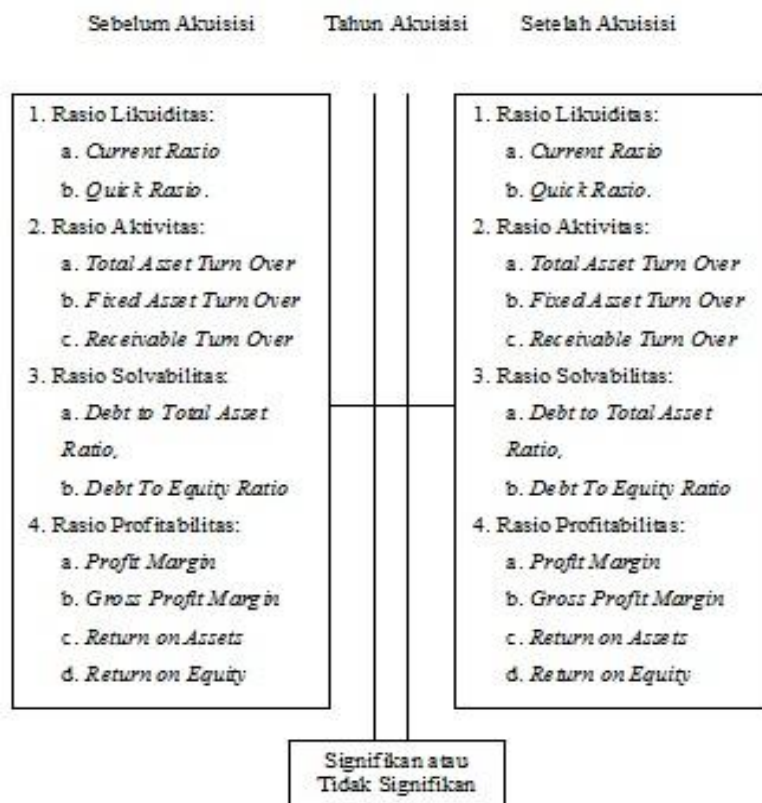 Sebelum Akuisisi Tahun Akuisisi Setelah Akuisisi
1. Rasio Likuiditas:
a. Current Rasio
b. Quick Rasio.
2. Rasio Aktivitas:
a. Total Asset Turn Over
b. Fixed Asset Turn Over
c. Receivable Turn Over
3. Rasio Solvabilitas:
a. Debt to Total Asset
Ratio,
b. Debt To Equity Ratio
4. Rasio Profitabilitas:
a. Profit Margin
b. Gross Profit Margin
c. Return on Assets
d. Return on Equity
1. Rasio Likuiditas:
a. Current Rasio
b. Quick Rasio.
2. Rasio Aktivitas:
a. Total Asset Turn Over
b. Fixed Asset Turn Over
c. Receivable Turn Over
3. Rasio Solvabilitas:
a. Debt to Total Asset
Ratio,
b. Debt To Equity Ratio
4. Rasio Profitabilitas:
a. Profit Margin
b. Gross Profit Margin
c. Return on Assets
d. Return on Equity
Signifikan atau
Tidak Signifikan